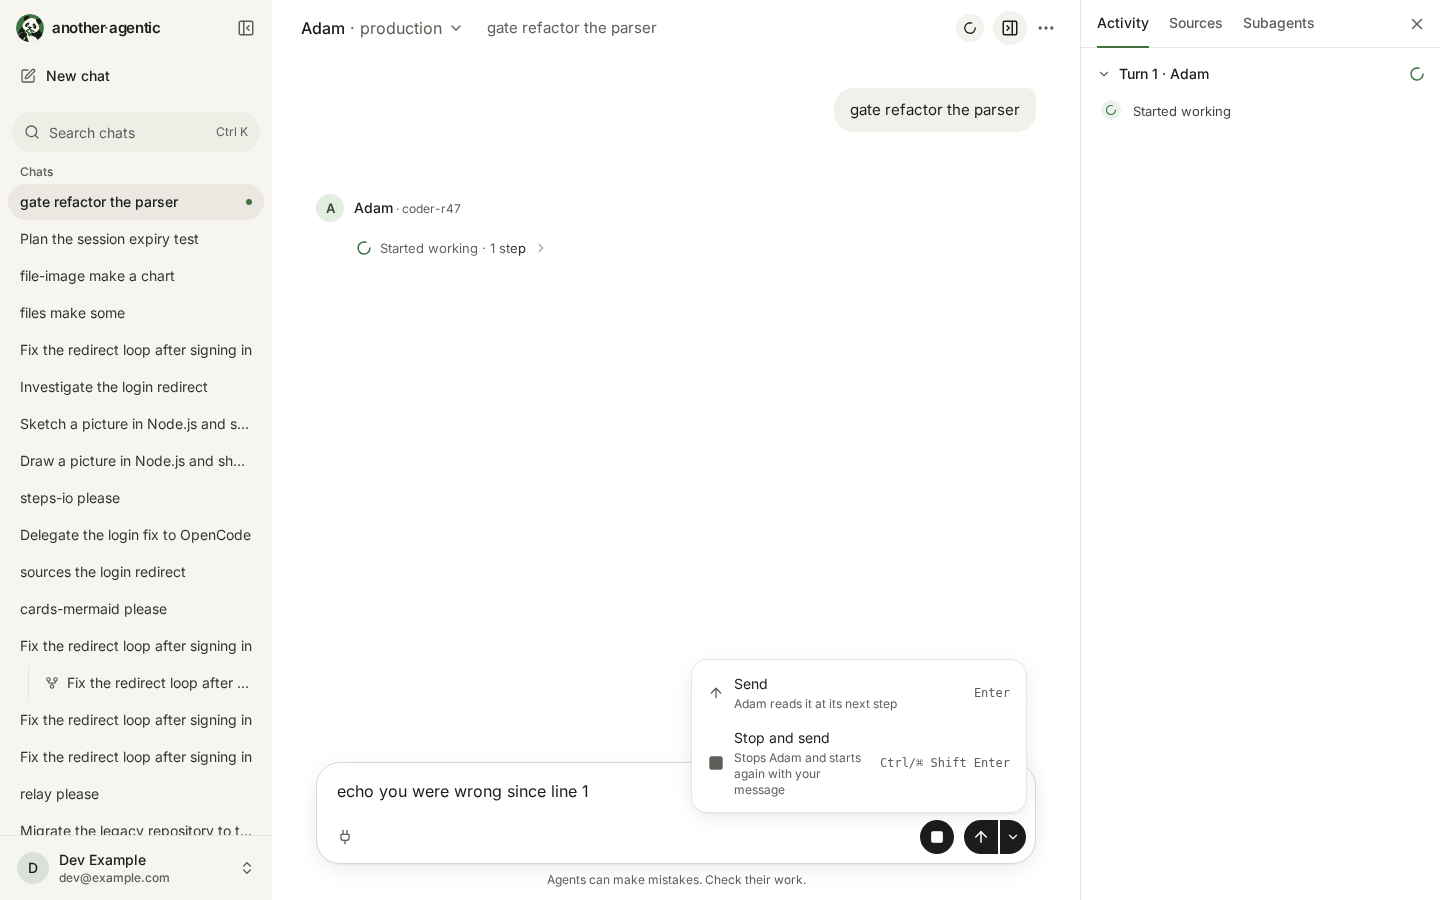 another·agentic
New chat
Search chats Ctrl K
Chats
gate refactor the parser
Plan the session expiry test
file-image make a chart
files make some
Fix the redirect loop after signing in
Investigate the login redirect
Sketch a picture in Node.js and s...
Draw a picture in Node.js and sh...
steps-io please
Delegate the login fix to OpenCode
sources the login redirect
cards-mermaid please
Fix the redirect loop after signing in
Fix the redirect loop after ...
Fix the redirect loop after signing in
Fix the redirect loop after signing in
relay please
Migrate the legacy repository to t...
D
Dev Example
dev@example.com
Adam · production gate refactor the parser
gate refactor the parser
A Adam · coder-r47
Started working · 1 step
Send
Adam reads it at its next step
Enter
Stop and send
Stops Adam and starts
again with your
message
Ctrl/⌘ Shift Enter
echo you were wrong since line 1
Agents can make mistakes. Check their work.
Activity Sources Subagents
Turn 1 · Adam
Started working